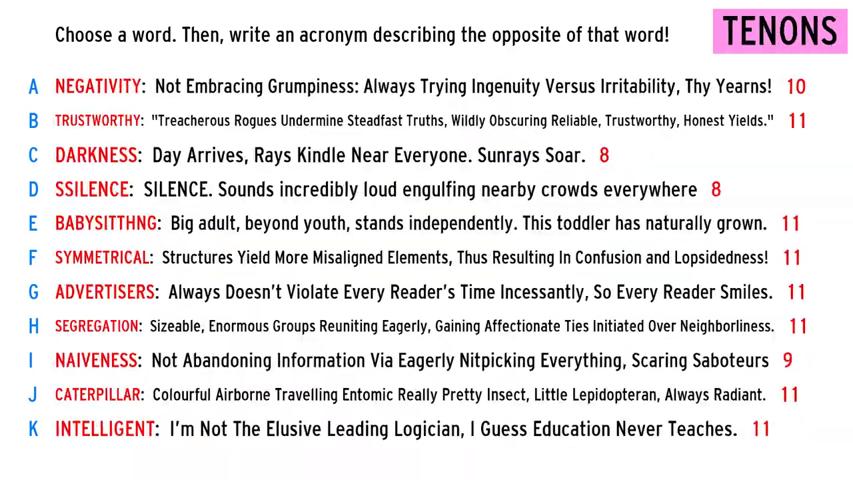 Choose a word. Then, write an acronym describing the opposite of that word!
TENONS
A NEGATIVITY: Not Embracing Grumpiness: Always Trying Ingenuity Versus Irritability, Thy Yearns! 10
B TRUSTWORTHY: "Treacherous Rogues Undermine Steadfast Truths, Wildly Obscuring Reliable, Trustworthy, Honest Yields." 11
C DARKNESS: Day Arrives, Rays Kindle Near Everyone. Sunrays Soar. 8
D SSILENCE: SILENCE. Sounds incredibly loud engulfing nearby crowds everywhere 8
E BABYSITTHNG: Big adult, beyond youth, stands independently. This toddler has naturally grown. 11
F SYMMETRICAL: Structures Yield More Misaligned Elements, Thus Resulting In Confusion and Lopsidedness! 11
G ADVERTISERS: Always Doesn't Violate Every Reader's Time Incessantly, So Every Reader Smiles. 11
H SEGREGATION: Sizeable, Enormous Groups Reuniting Eagerly, Gaining Affectionate Ties Initiated Over Neighborliness. 11
I NAIVENESS: Not Abandoning Information Via Eagerly Nitpicking Everything, Scaring Saboteurs 9
J CATERPILLAR: Colourful Airborne Travelling Entomic Really Pretty Insect, Little Lepidopteran, Always Radiant. 11
K INTELLIGENT: I'm Not The Elusive Leading Logician, I Guess Education Never Teaches. 11